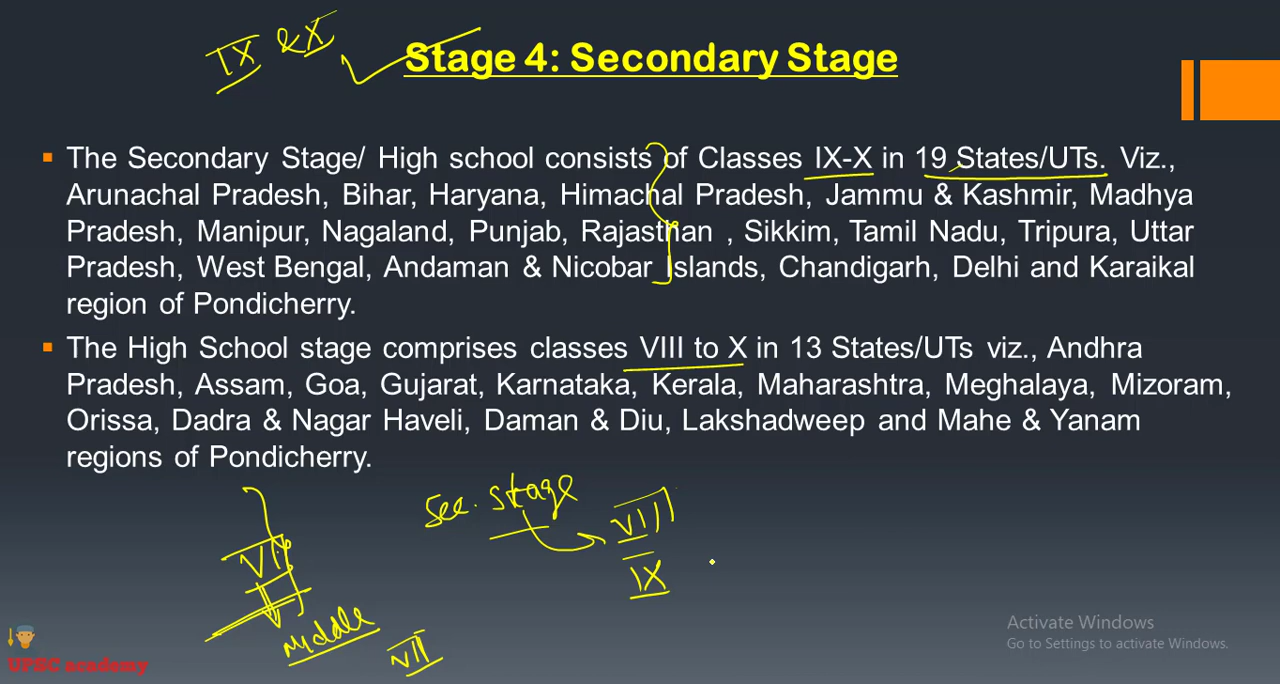 IX & X
Stage 4: Secondary Stage
The Secondary Stage/ High school consists of Classes IX-X in 19 States/UTs. Viz.,
Arunachal Pradesh, Bihar, Haryana, Himachal Pradesh, Jammu & Kashmir, Madhya
Pradesh, Manipur, Nagaland, Punjab, Rajasthan , Sikkim, Tamil Nadu, Tripura, Uttar
Pradesh, West Bengal, Andaman & Nicobar Islands, Chandigarh, Delhi and Karaikal
region of Pondicherry.
The High School stage comprises classes VIII to X in 13 States/UTs viz., Andhra
Pradesh, Assam, Goa, Gujarat, Karnataka, Kerala, Maharashtra, Meghalaya, Mizoram,
Orissa, Dadra & Nagar Haveli, Daman & Diu, Lakshadweep and Mahe & Yanam
regions of Pondicherry.
Sec. stage
VIII
IX
Middle
VII
Activate Windows
Go to Settings to activate Windows.
UPSC academy